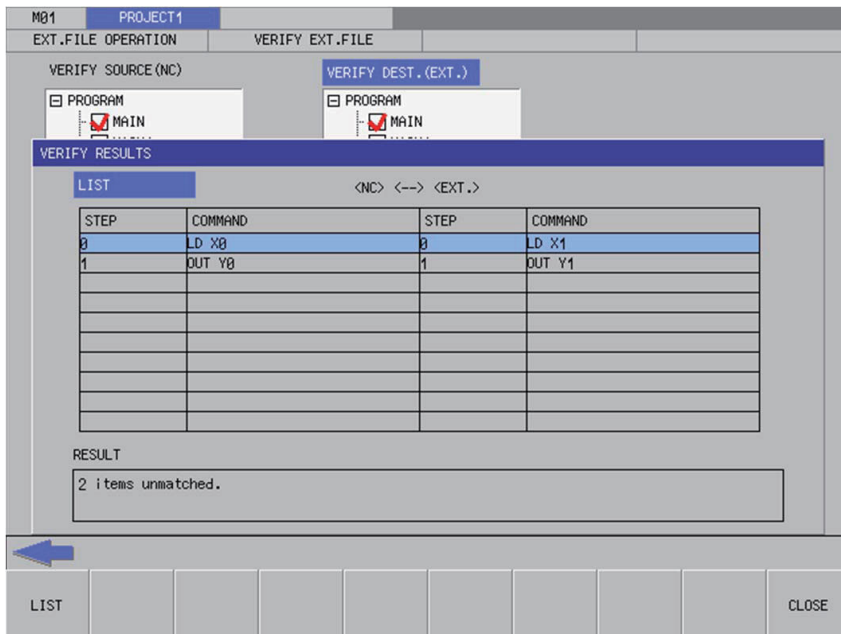 M01 PROJECT1
EXT.FILE OPERATION VERIFY EXT.FILE
VERIFY SOURCE(NC) VERIFY DEST.(EXT.)
PROGRAM PROGRAM
MAIN MAIN
VERIFY RESULTS
LIST <NC> <--> <EXT.>
STEP COMMAND STEP COMMAND
0 LD X0 0 LD X1
1 OUT Y0 1 OUT Y1
RESULT
2 items unmatched.
LIST CLOSE